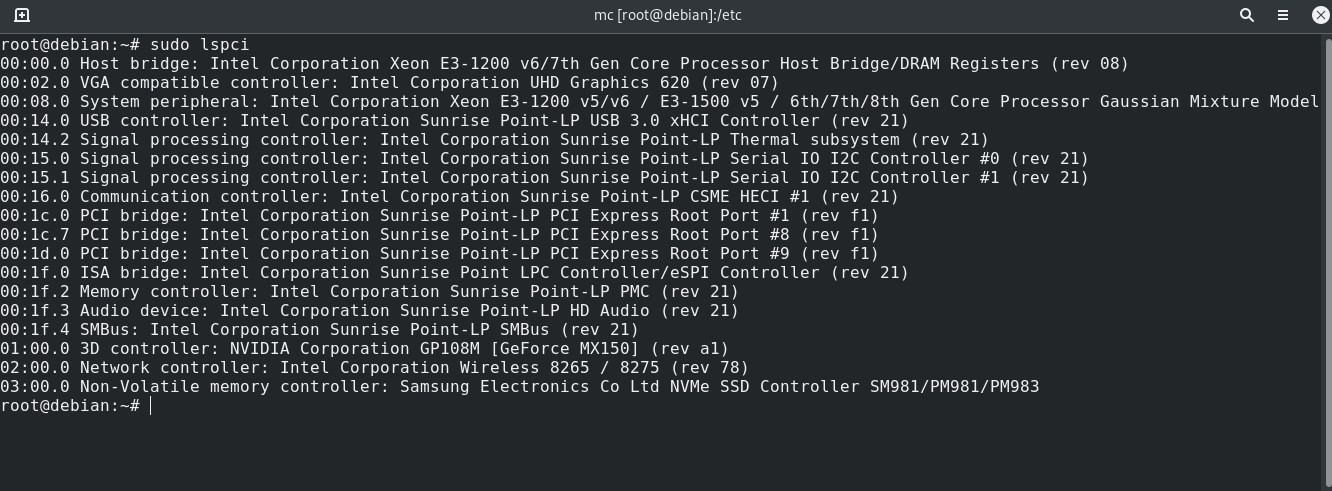 mc [root@debian]:/etc
root@debian:~# sudo lspci
00:00.0 Host bridge: Intel Corporation Xeon E3-1200 v6/7th Gen Core Processor Host Bridge/DRAM Registers (rev 08)
00:02.0 VGA compatible controller: Intel Corporation UHD Graphics 620 (rev 07)
00:08.0 System peripheral: Intel Corporation Xeon E3-1200 v5/v6 / E3-1500 v5 / 6th/7th/8th Gen Core Processor Gaussian Mixture Model
00:14.0 USB controller: Intel Corporation Sunrise Point-LP USB 3.0 xHCI Controller (rev 21)
00:14.2 Signal processing controller: Intel Corporation Sunrise Point-LP Thermal subsystem (rev 21)
00:15.0 Signal processing controller: Intel Corporation Sunrise Point-LP Serial IO I2C Controller #0 (rev 21)
00:15.1 Signal processing controller: Intel Corporation Sunrise Point-LP Serial IO I2C Controller #1 (rev 21)
00:16.0 Communication controller: Intel Corporation Sunrise Point-LP CSME HECI #1 (rev 21)
00:1c.0 PCI bridge: Intel Corporation Sunrise Point-LP PCI Express Root Port #1 (rev f1)
00:1c.7 PCI bridge: Intel Corporation Sunrise Point-LP PCI Express Root Port #8 (rev f1)
00:1d.0 PCI bridge: Intel Corporation Sunrise Point-LP PCI Express Root Port #9 (rev f1)
00:1f.0 ISA bridge: Intel Corporation Sunrise Point LPC Controller/eSPI Controller (rev 21)
00:1f.2 Memory controller: Intel Corporation Sunrise Point-LP PMC (rev 21)
00:1f.3 Audio device: Intel Corporation Sunrise Point-LP HD Audio (rev 21)
00:1f.4 SMBus: Intel Corporation Sunrise Point-LP SMBus (rev 21)
01:00.0 3D controller: NVIDIA Corporation GP108M [GeForce MX150] (rev a1)
02:00.0 Network controller: Intel Corporation Wireless 8265 / 8275 (rev 78)
03:00.0 Non-Volatile memory controller: Samsung Electronics Co Ltd NVMe SSD Controller SM981/PM981/PM983
root@debian:~#